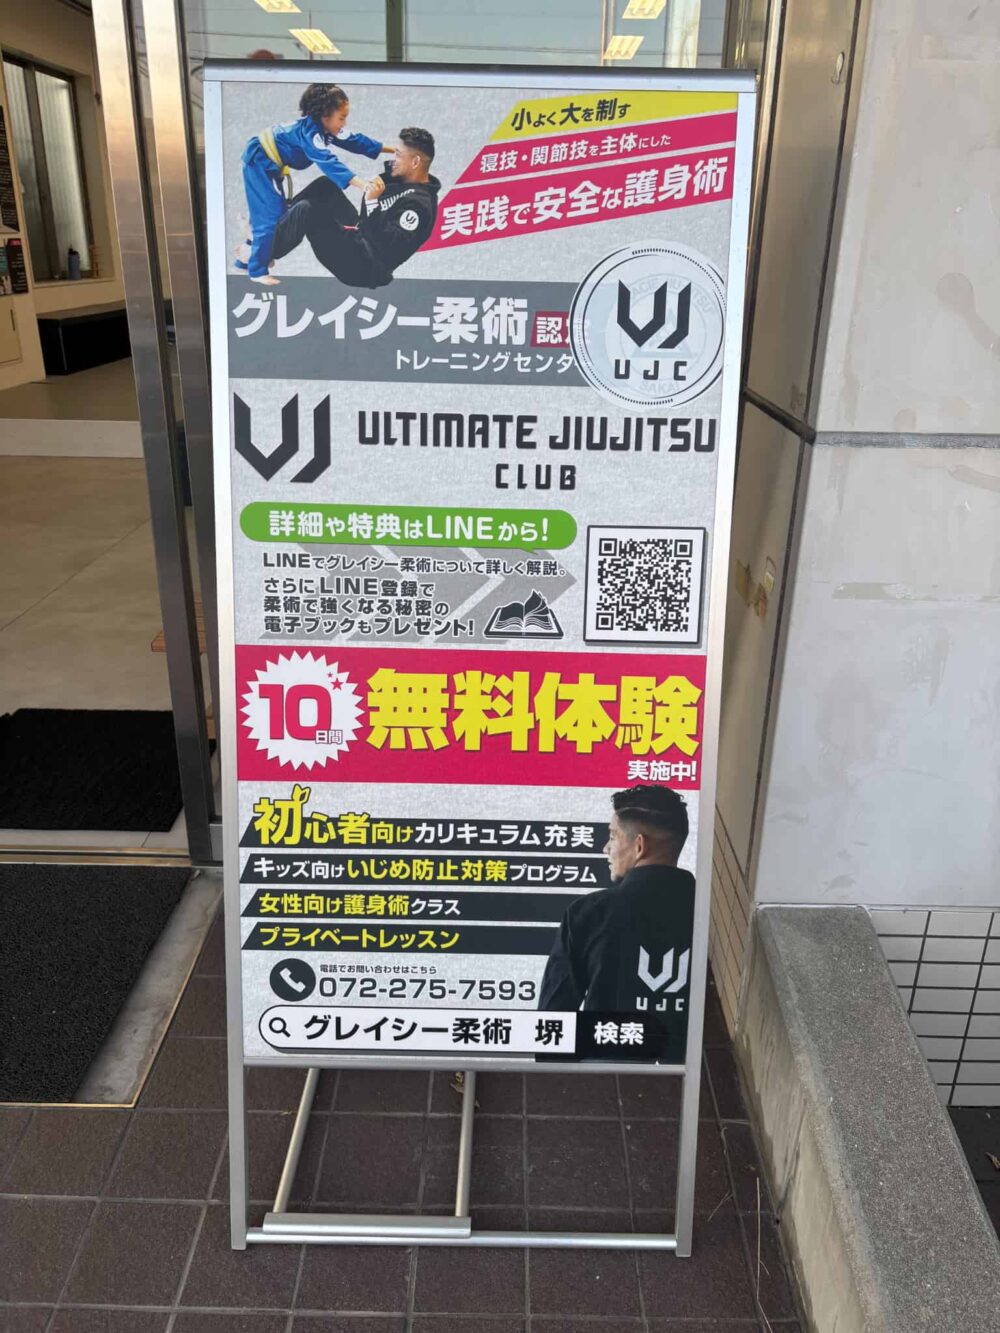 小よく大を制す
寝技・関節技を主体にした
実践で安全な護身術
グレイシー柔術 認定
トレーニングセンタ
UJC
ULTIMATE JIUJITSU
CLUB
詳細や特典はLINEから!
LINEでグレイシー柔術について詳しく解説。
さらにLINE登録で
柔術で強くなる秘密の
電子ブックもプレゼント!
10日間 無料体験
実施中!
初心者向けカリキュラム充実
キッズ向けいじめ防止対策プログラム
女性向け護身術クラス
プライベートレッスン
電話でお問い合わせはこちら
072-275-7593
UJC
グレイシー柔術 堺 検索